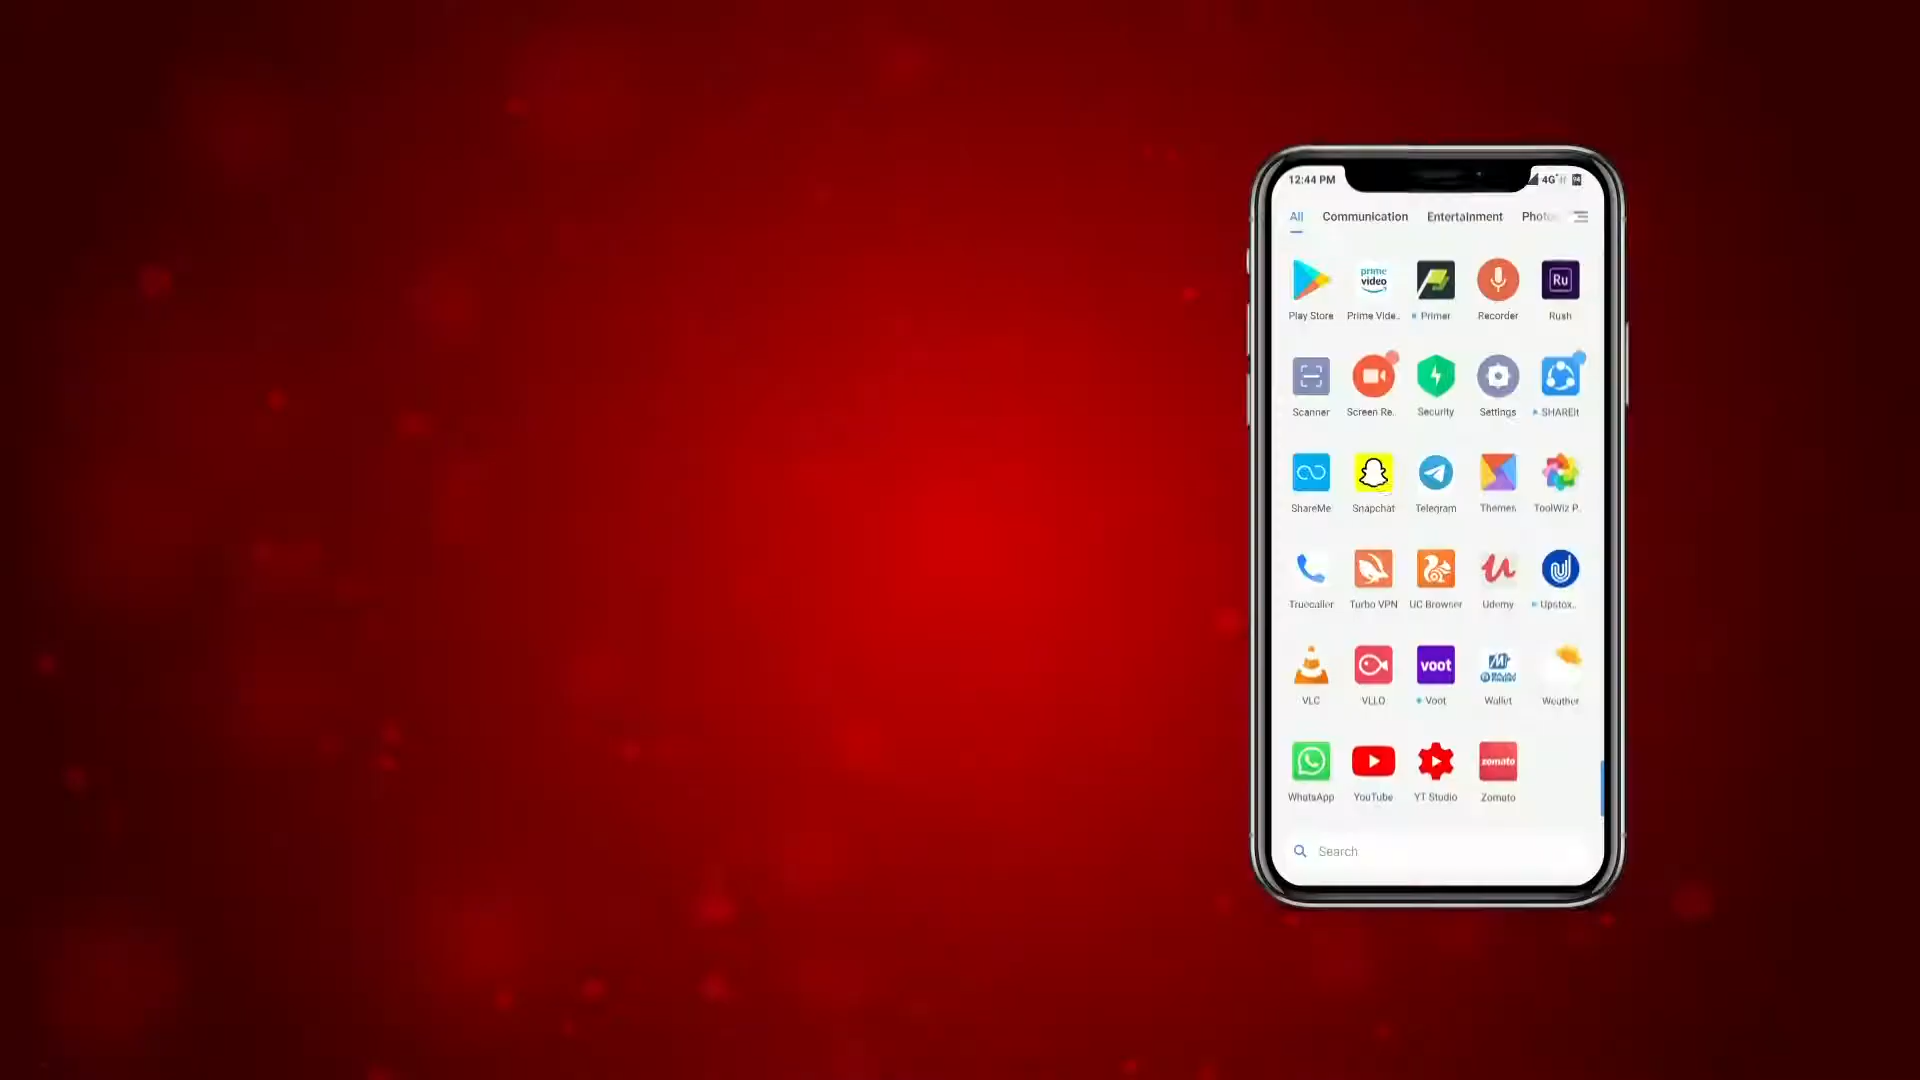 12:44 PM 4G
All Communication Entertainment Photo
prime video Ru
Play Store Prime Vide.. Primer Recorder Rush
Scanner Screen Re.. Security Settings SHAREit
ShareMe Snapchat Telegram Themes ToolWiz P..
Truecaller Turbo VPN UC Browser Udemy Upstox..
voot
VLC VLLO Voot Wallet Weather
zomato
WhatsApp YouTube YT Studio Zomato
Search